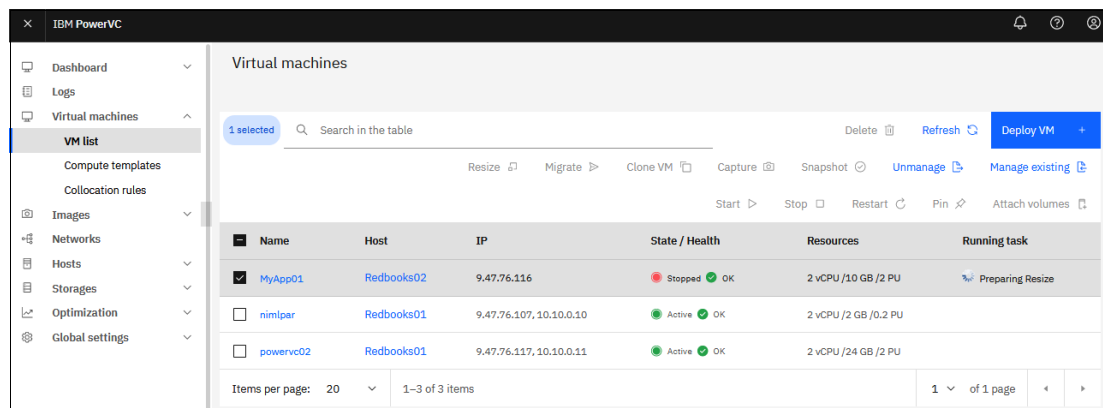 IBM PowerVC
Dashboard
Logs
Virtual machines
VM list
Compute templates
Collocation rules
Images
Networks
Hosts
Storages
Optimization
Global settings
Virtual machines
1 selected Search in the table Delete Refresh Deploy VM +
Resize Migrate Clone VM Capture Snapshot Unmanage Manage existing
Start Stop Restart Pin Attach volumes
Name Host IP State / Health Resources Running task
MyApp01 Redbooks02 9.47.76.116 Stopped OK 2 vCPU /10 GB /2 PU Preparing Resize
nimlpar Redbooks01 9.47.76.107, 10.10.0.10 Active OK 2 vCPU /2 GB /0.2 PU
powervc02 Redbooks01 9.47.76.117, 10.10.0.11 Active OK 2 vCPU /24 GB /2 PU
Items per page: 20 1–3 of 3 items 1 of 1 page